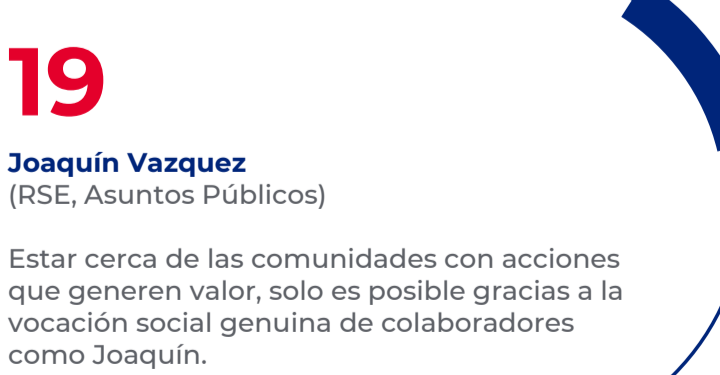 19
Joaquín Vazquez
(RSE, Asuntos Públicos)
Estar cerca de las comunidades con acciones
que generen valor, solo es posible gracias a la
vocación social genuina de colaboradores
como Joaquín.